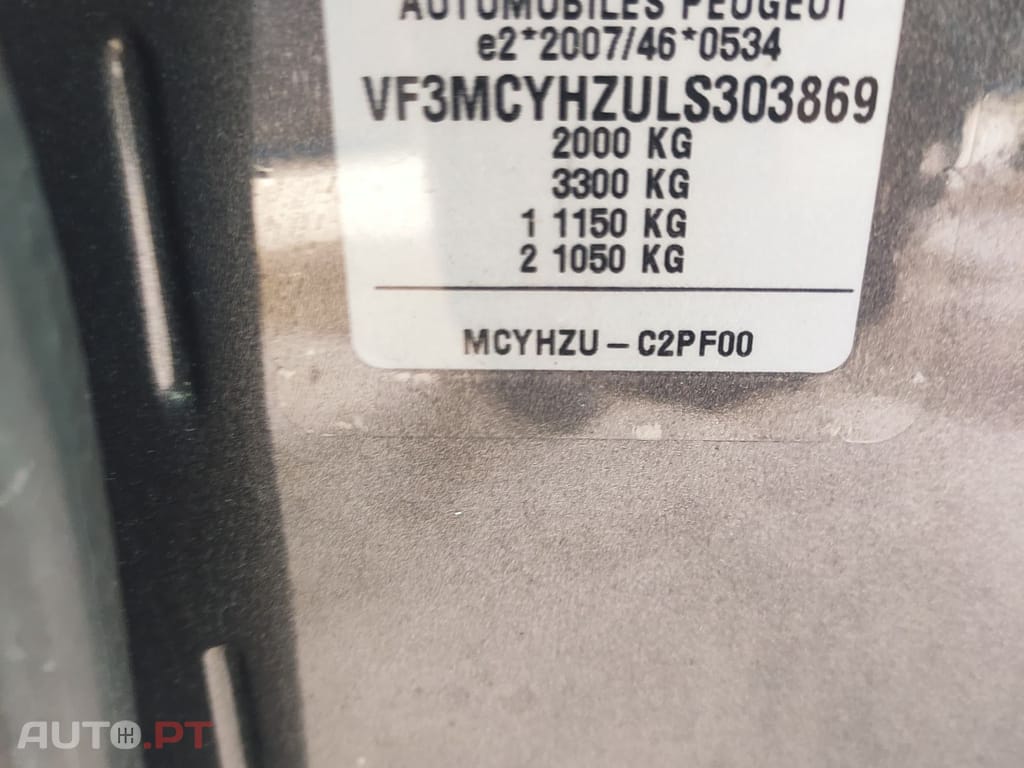 AUTOMOBILES PEUGEOT
e2*2007/46*0534
VF3MCYHZULS303869
2000 KG
3300 KG
1 1150 KG
2 1050 KG
MCYHZU – C2PF00
AUTO.PT